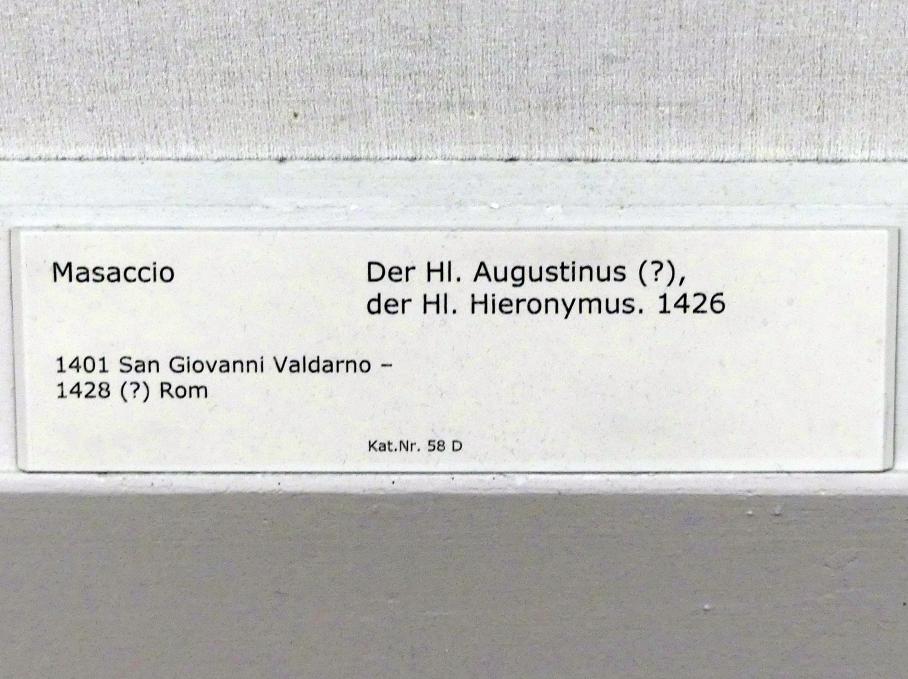 Masaccio
Der Hl. Augustinus (?),
der Hl. Hieronymus. 1426
1401 San Giovanni Valdarno –
1428 (?) Rom
Kat.Nr. 58 D